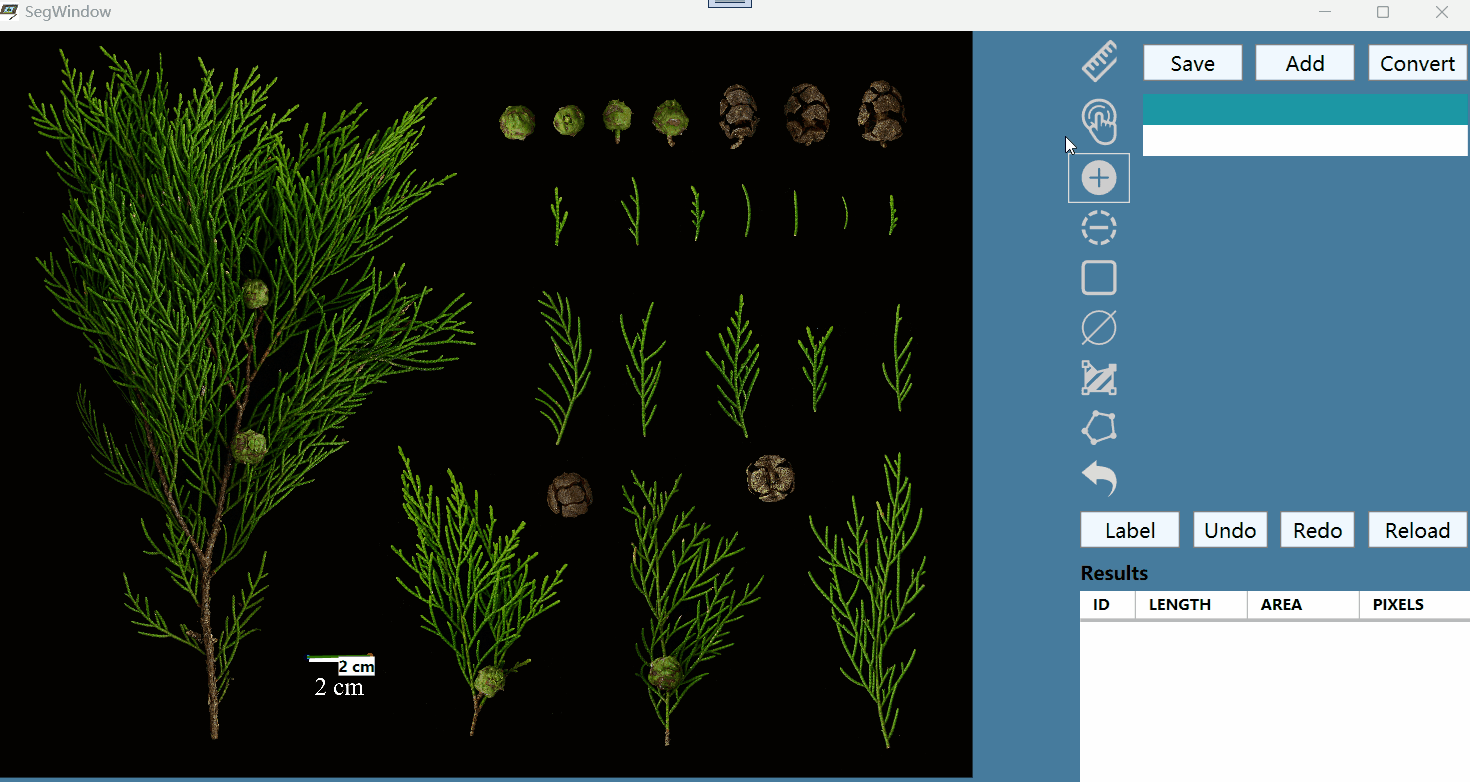 SegWindow
Save Add Convert
2 cm
2 cm
Label Undo Redo Reload
Results
ID LENGTH AREA PIXELS